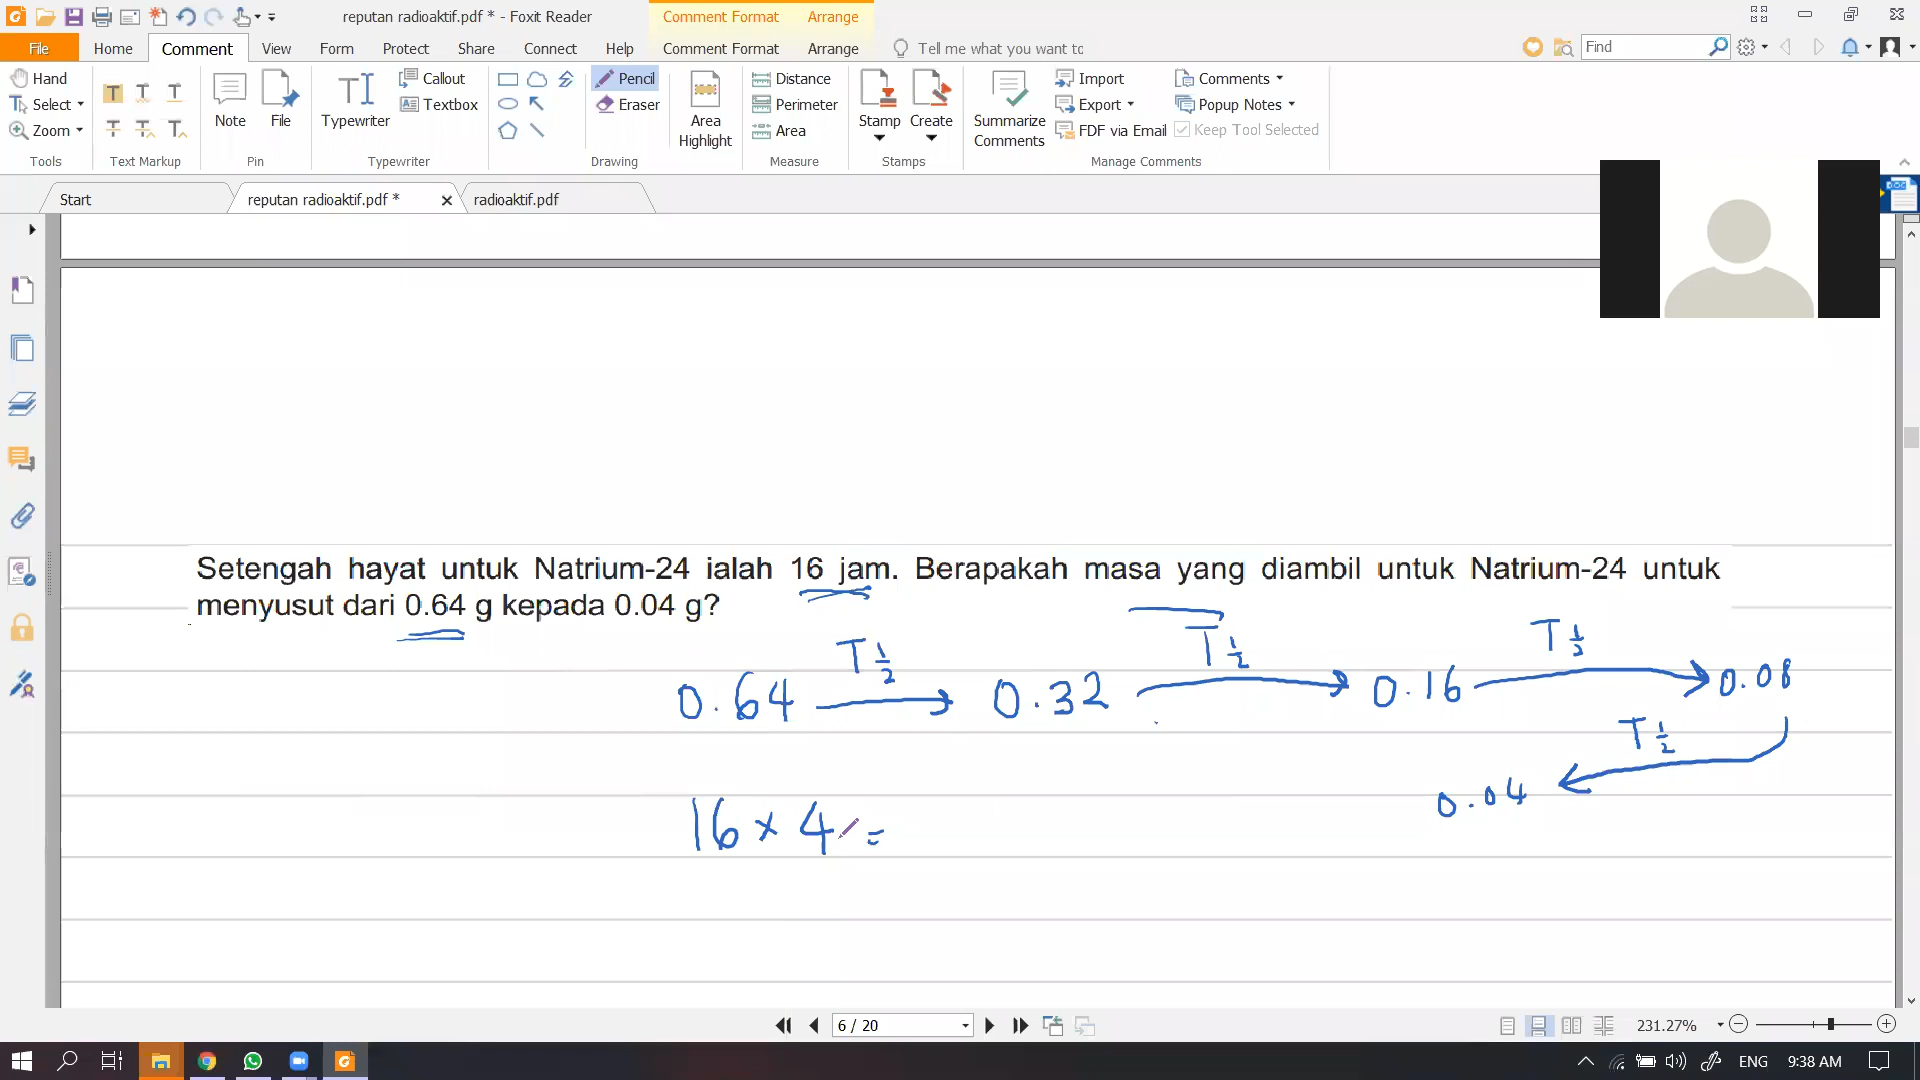 reputan radioaktif.pdf * - Foxit Reader
Comment Format Arrange
File Home Comment View Form Protect Share Connect Help Comment Format Arrange Tell me what you want to Find
Hand Callout Pencil Distance Import Comments
Select Textbox Eraser Perimeter Export Popup Notes
Zoom Note File Typewriter Area Highlight Area Stamp Create Summarize Comments FDF via Email Keep Tool Selected
Tools Text Markup Pin Typewriter Drawing Measure Stamps Manage Comments
Start reputan radioaktif.pdf * radioaktif.pdf
Setengah hayat untuk Natrium-24 ialah 16 jam. Berapakah masa yang diambil untuk Natrium-24 untuk
menyusut dari 0.64 g kepada 0.04 g?
T 1/2 T 1/2 T 1/2
0.64 → 0.32 → 0.16 → 0.08
T 1/2
0.04
16 × 4 =
6 / 20 231.27%
ENG 9:38 AM